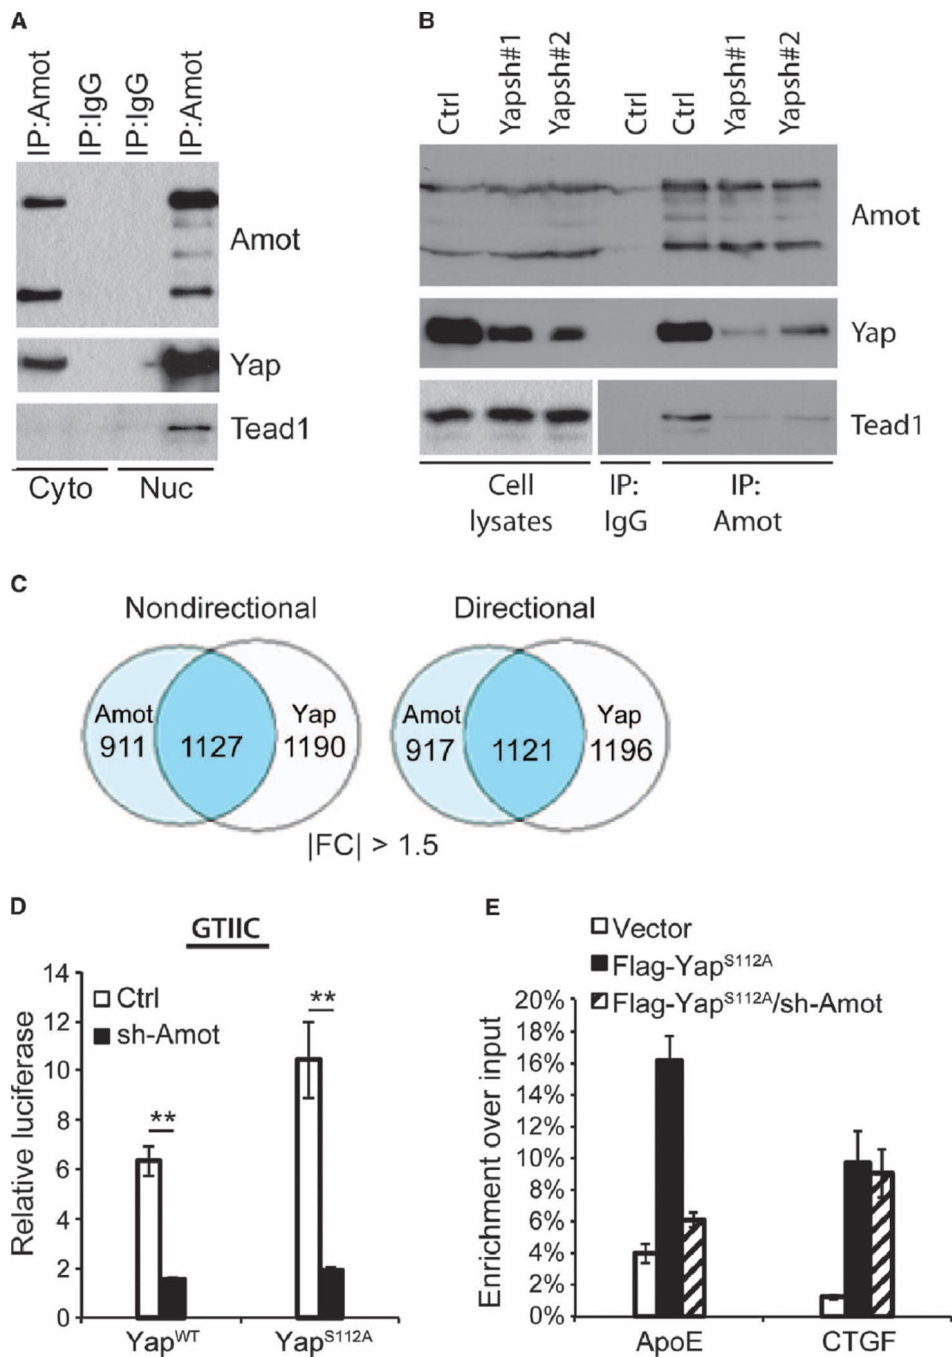 A
IP:Amot
IP:IgG
IP:IgG
IP:Amot
Amot
Yap
Tead1
Cyto
Nuc
B
Ctrl
Yapsh#1
Yapsh#2
Ctrl
Ctrl
Yapsh#1
Yapsh#2
Amot
Yap
Tead1
Cell
lysates
IP:
IgG
IP:
Amot
C
Nondirectional
Amot
911
1127
Yap
1190
Directional
Amot
917
1121
Yap
1196
|FC| > 1.5
D
GTIIC
Ctrl
sh-Amot
Relative luciferase
14
12
10
8
6
4
2
0
**
**
Yap^WT
Yap^S112A
E
Vector
Flag-Yap^S112A
Flag-Yap^S112A/sh-Amot
Enrichment over input
20%
18%
16%
14%
12%
10%
8%
6%
4%
2%
0%
ApoE
CTGF